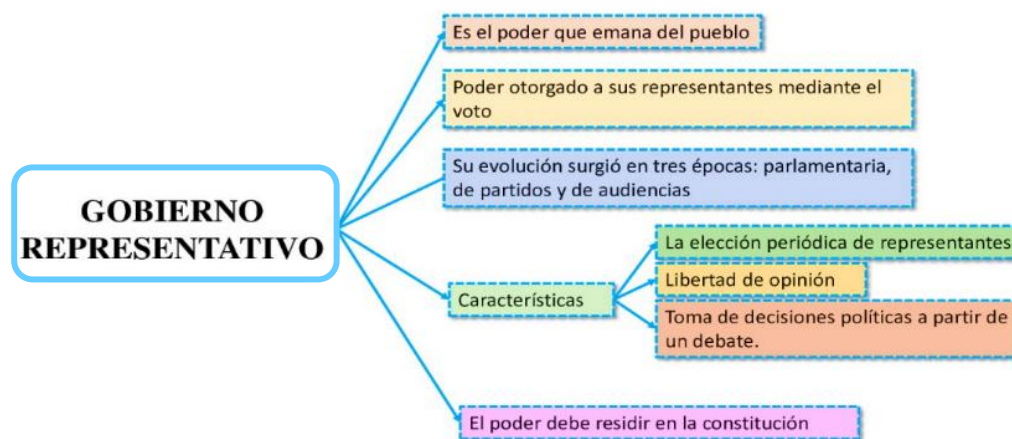 GOBIERNO
REPRESENTATIVO
Es el poder que emana del pueblo
Poder otorgado a sus representantes mediante el
voto
Su evolución surgió en tres épocas: parlamentaria,
de partidos y de audiencias
Características
La elección periódica de representantes
Libertad de opinión
Toma de decisiones políticas a partir de
un debate.
El poder debe residir en la constitución